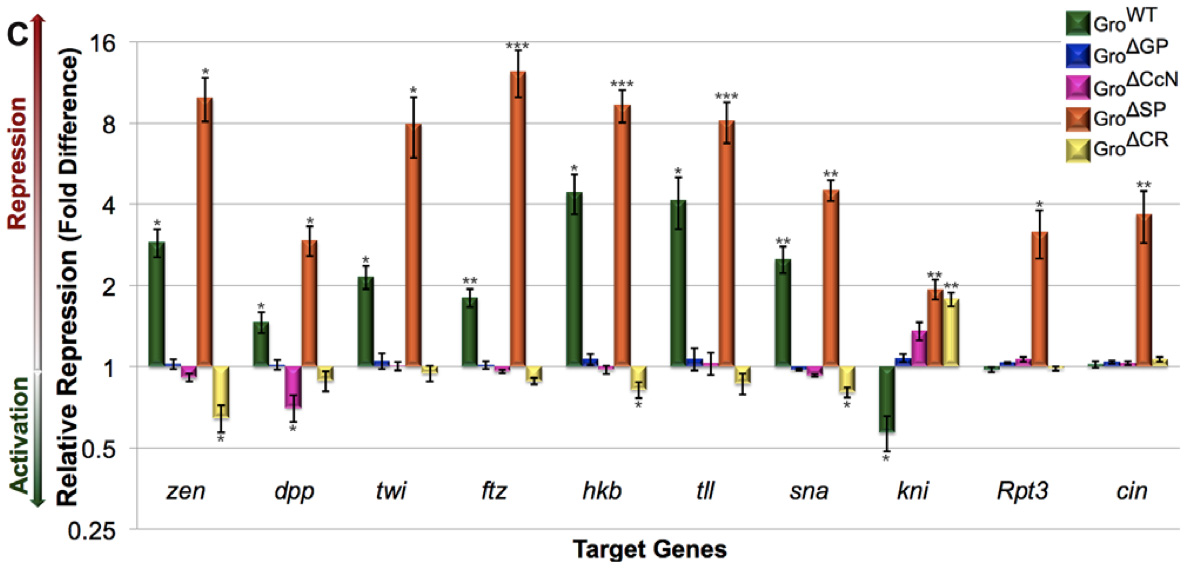 C
Repression
Activation
Relative Repression (Fold Difference)
16
8
4
2
1
0.5
0.25
* * * * * * ** *** * *** * *** ** ** * ** ** * **
* * * * *
zen dpp twi ftz hkb tll sna kni Rpt3 cin
Target Genes
Gro^WT
Gro^ΔGP
Gro^ΔCcN
Gro^ΔSP
Gro^ΔCR